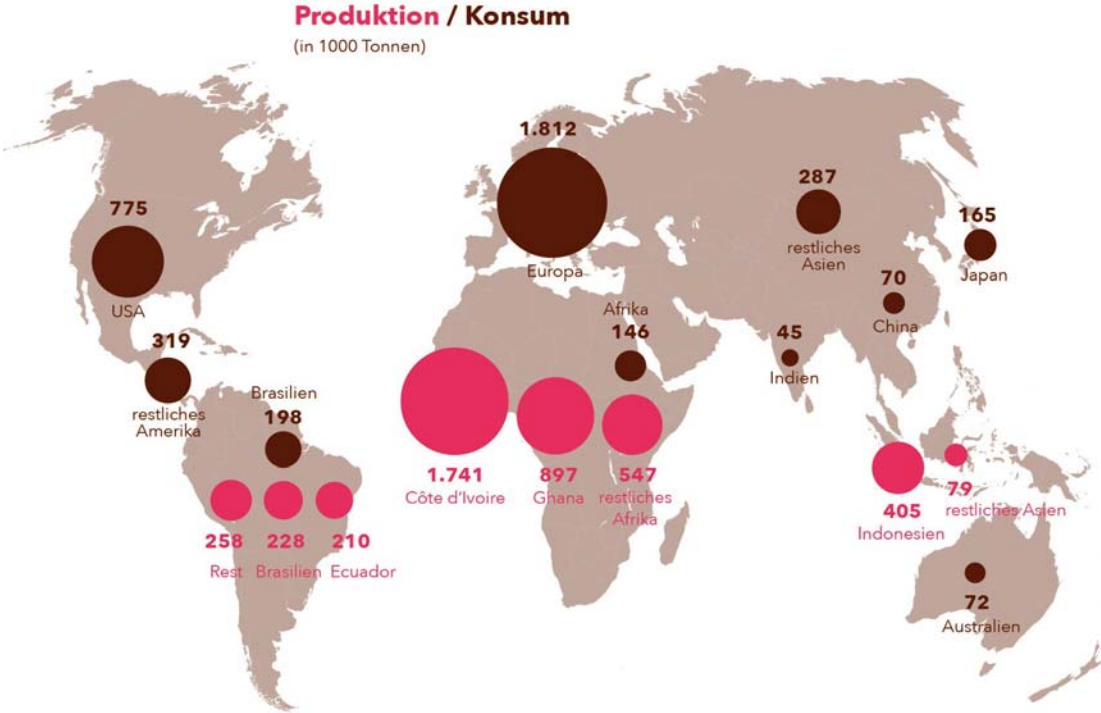 Produktion / Konsum
(in 1000 Tonnen)
1.812
Europa
775
USA
319
restliches
Amerika
Brasilien
198
258
Rest
228
Brasilien
210
Ecuador
Afrika
146
1.741
Côte d'Ivoire
897
Ghana
547
restliches
Afrika
287
restliches
Asien
165
Japan
70
China
45
Indien
405
Indonesien
79
restliches Asien
72
Australien